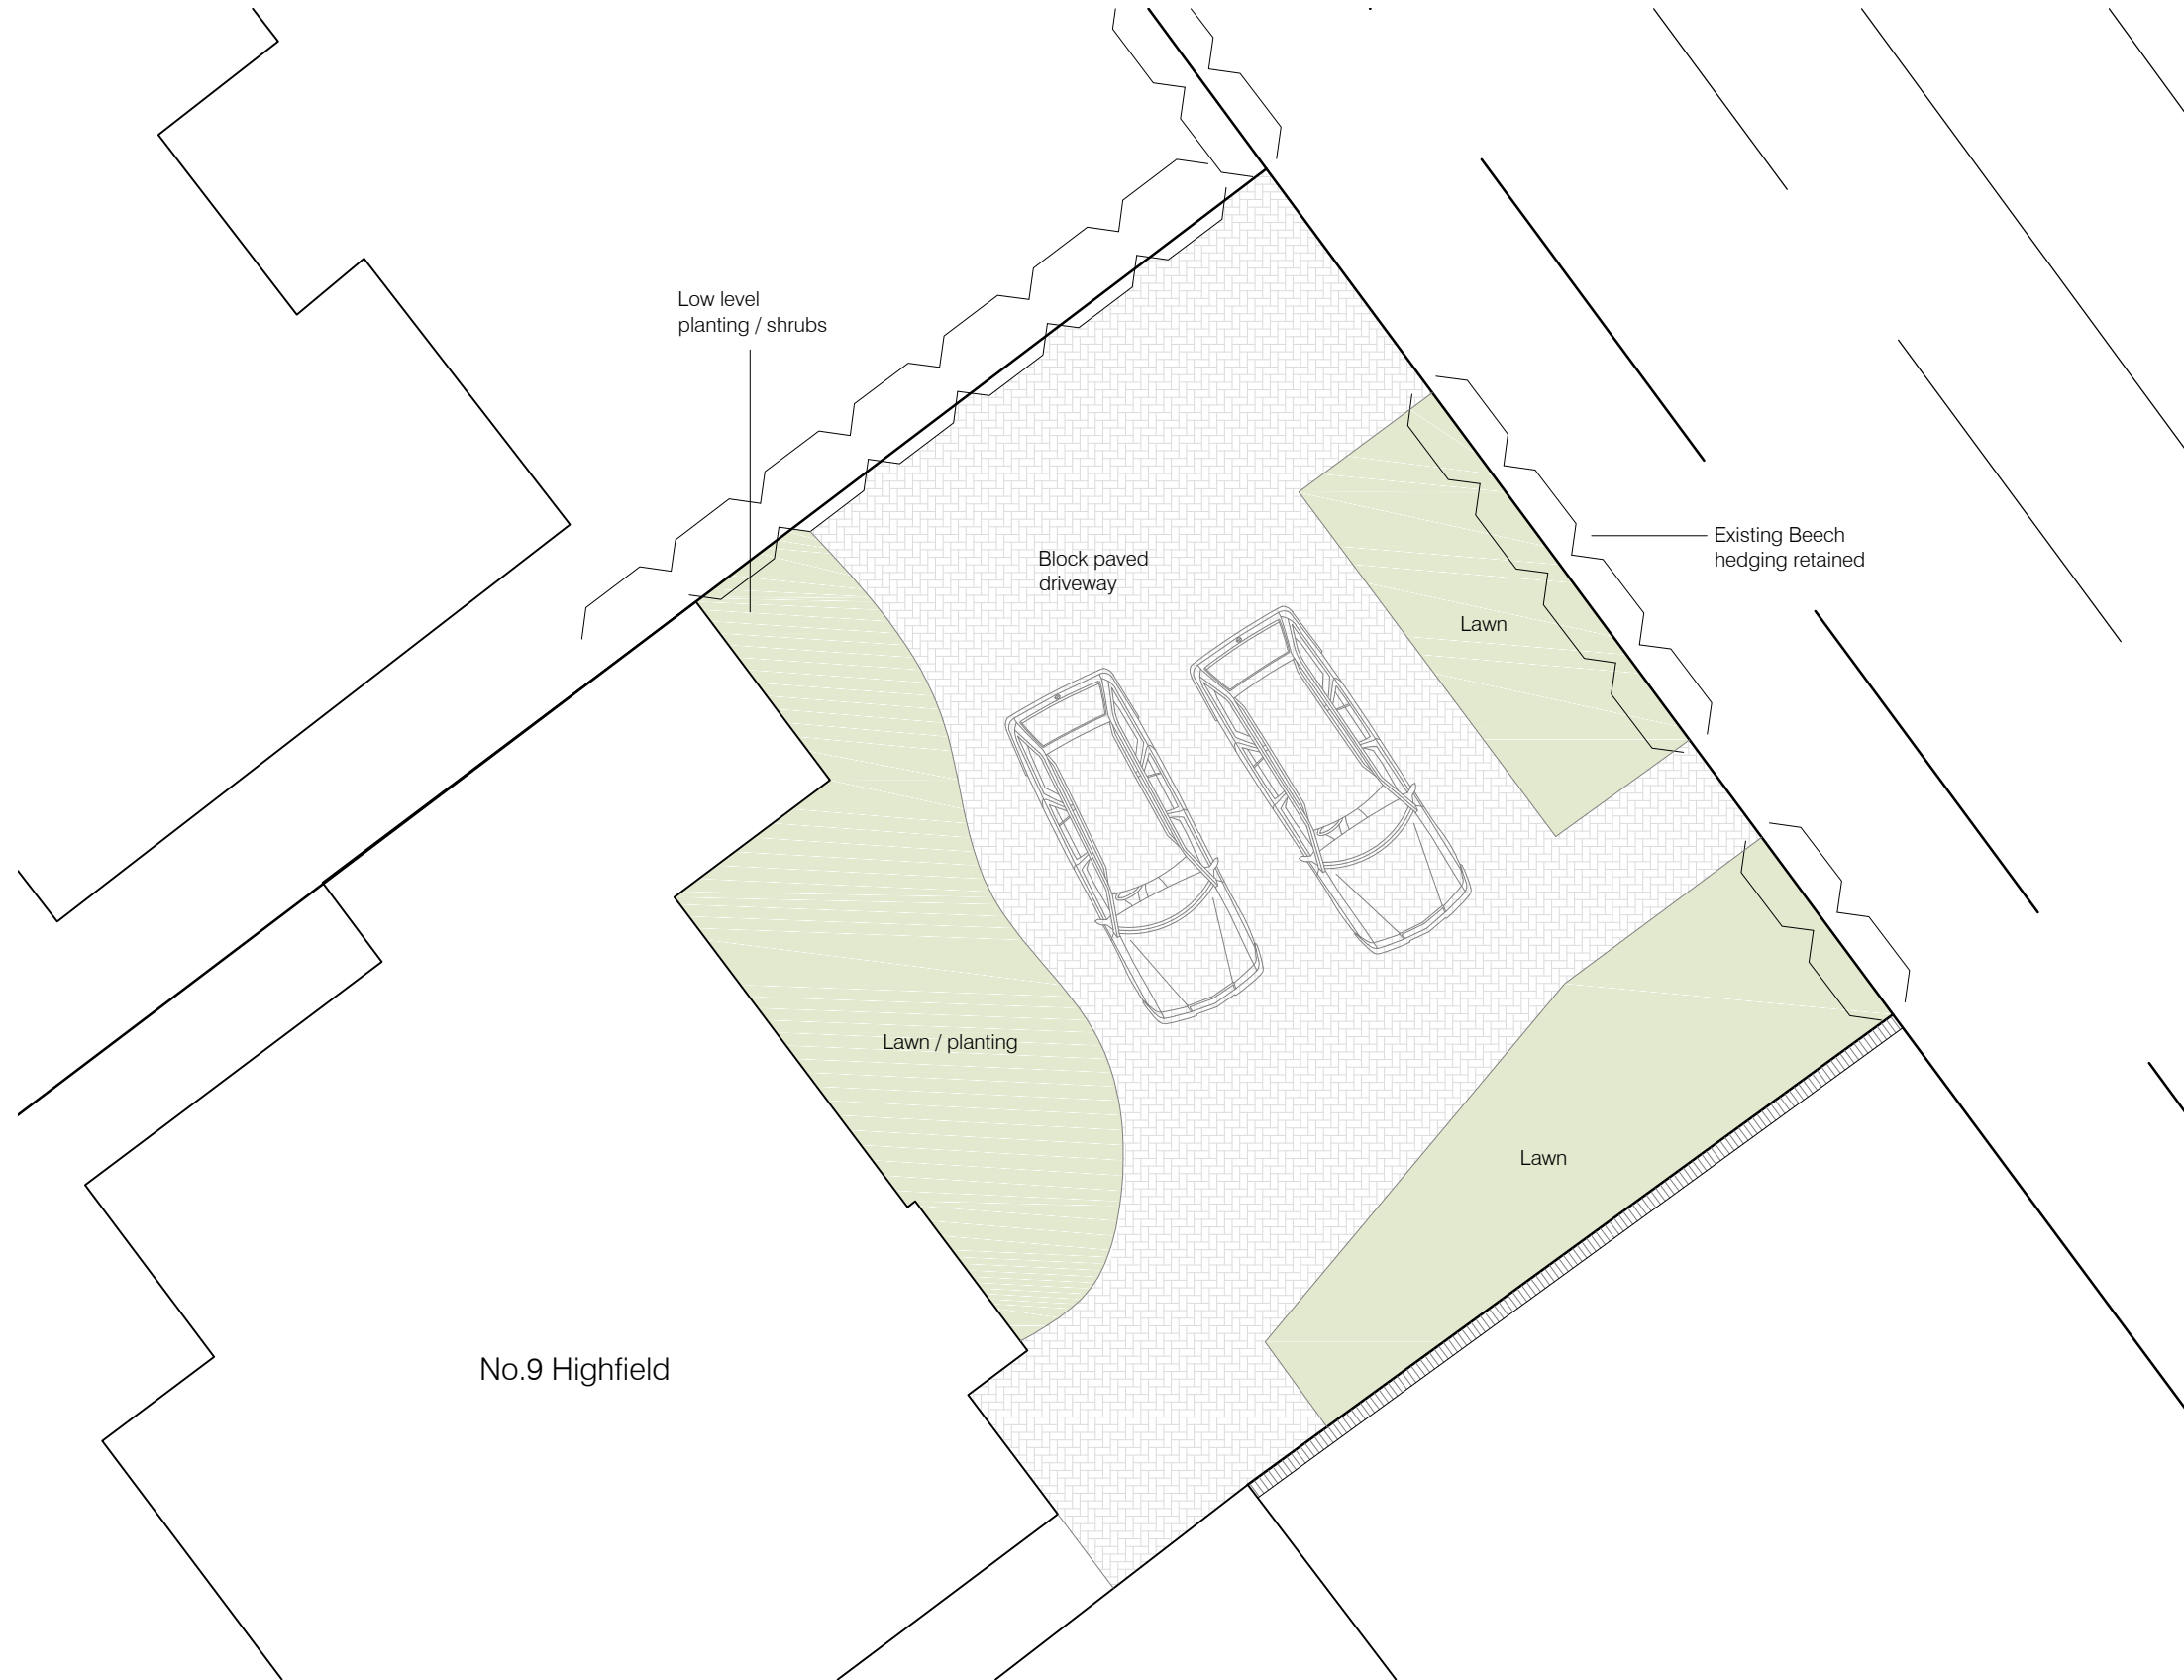 Low level
planting / shrubs
Existing Beech
hedging retained
Block paved
driveway
Lawn
Lawn / planting
Lawn
No.9 Highfield